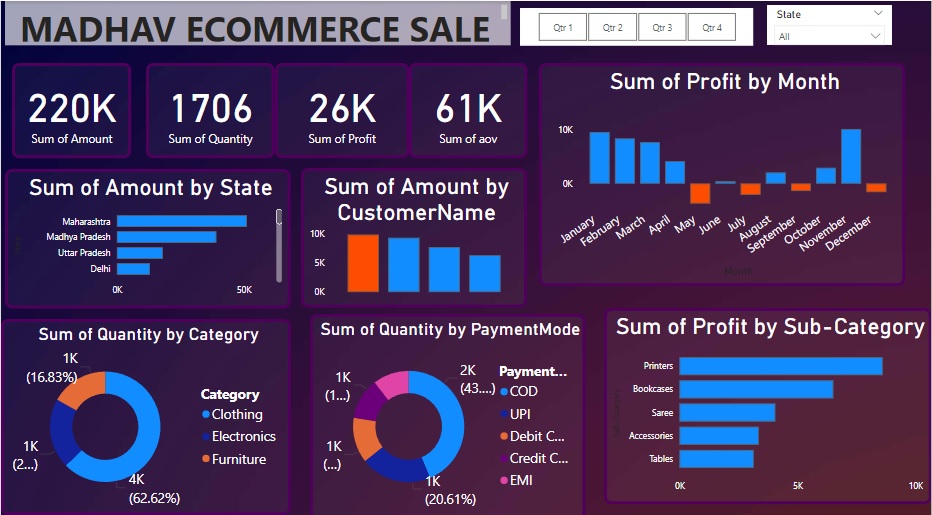 MADHAV ECOMMERCE SALE
Qtr 1
Qtr 2
Qtr 3
Qtr 4
State
All
220K
Sum of Amount
1706
Sum of Quantity
26K
Sum of Profit
61K
Sum of aov
Sum of Profit by Month
10K
0K
January
February
March
April
May
June
July
August
September
October
November
December
Month
Sum of Amount by State
Maharashtra
Madhya Pradesh
Uttar Pradesh
Delhi
0K
50K
Sum of Amount by
CustomerName
10K
5K
0K
Sum of Quantity by Category
1K
(16.83%)
1K
(2...)
4K
(62.62%)
Category
Clothing
Electronics
Furniture
Sum of Quantity by PaymentMode
1K
(1...)
1K
(...)
2K
(43....)
1K
(20.61%)
Payment...
COD
UPI
Debit C...
Credit C...
EMI
Sum of Profit by Sub-Category
Printers
Bookcases
Saree
Accessories
Tables
0K
5K
10K